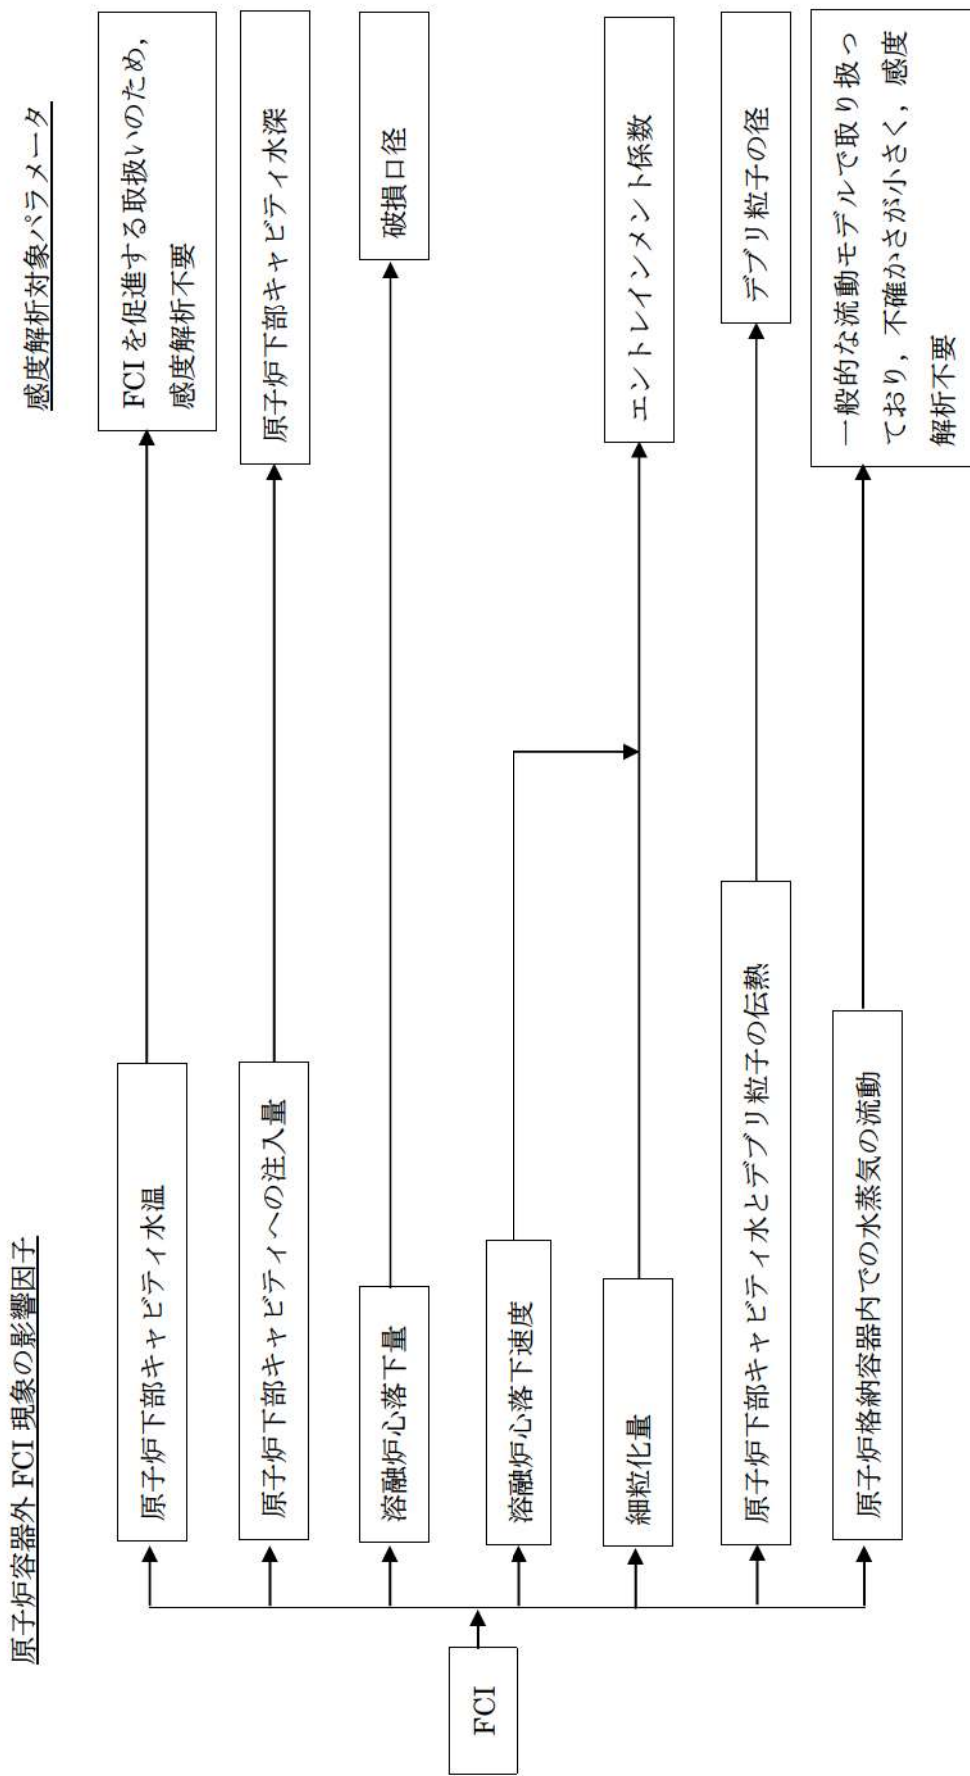 原子炉容器外 FCI 現象の影響因子
感度解析対象パラメータ
FCI
原子炉下部キャビティ水温
FCI を促進する取扱いのため,
感度解析不要
原子炉下部キャビティへの注入量
原子炉下部キャビティ水深
溶融炉心落下量
破損口径
溶融炉心落下速度
細粒化量
エントレインメント係数
原子炉下部キャビティ水とデブリ粒子の伝熱
デブリ粒子の径
原子炉格納容器内での水蒸気の流動
一般的な流動モデルで取り扱っ
ており,不確かさが小さく,感度
解析不要